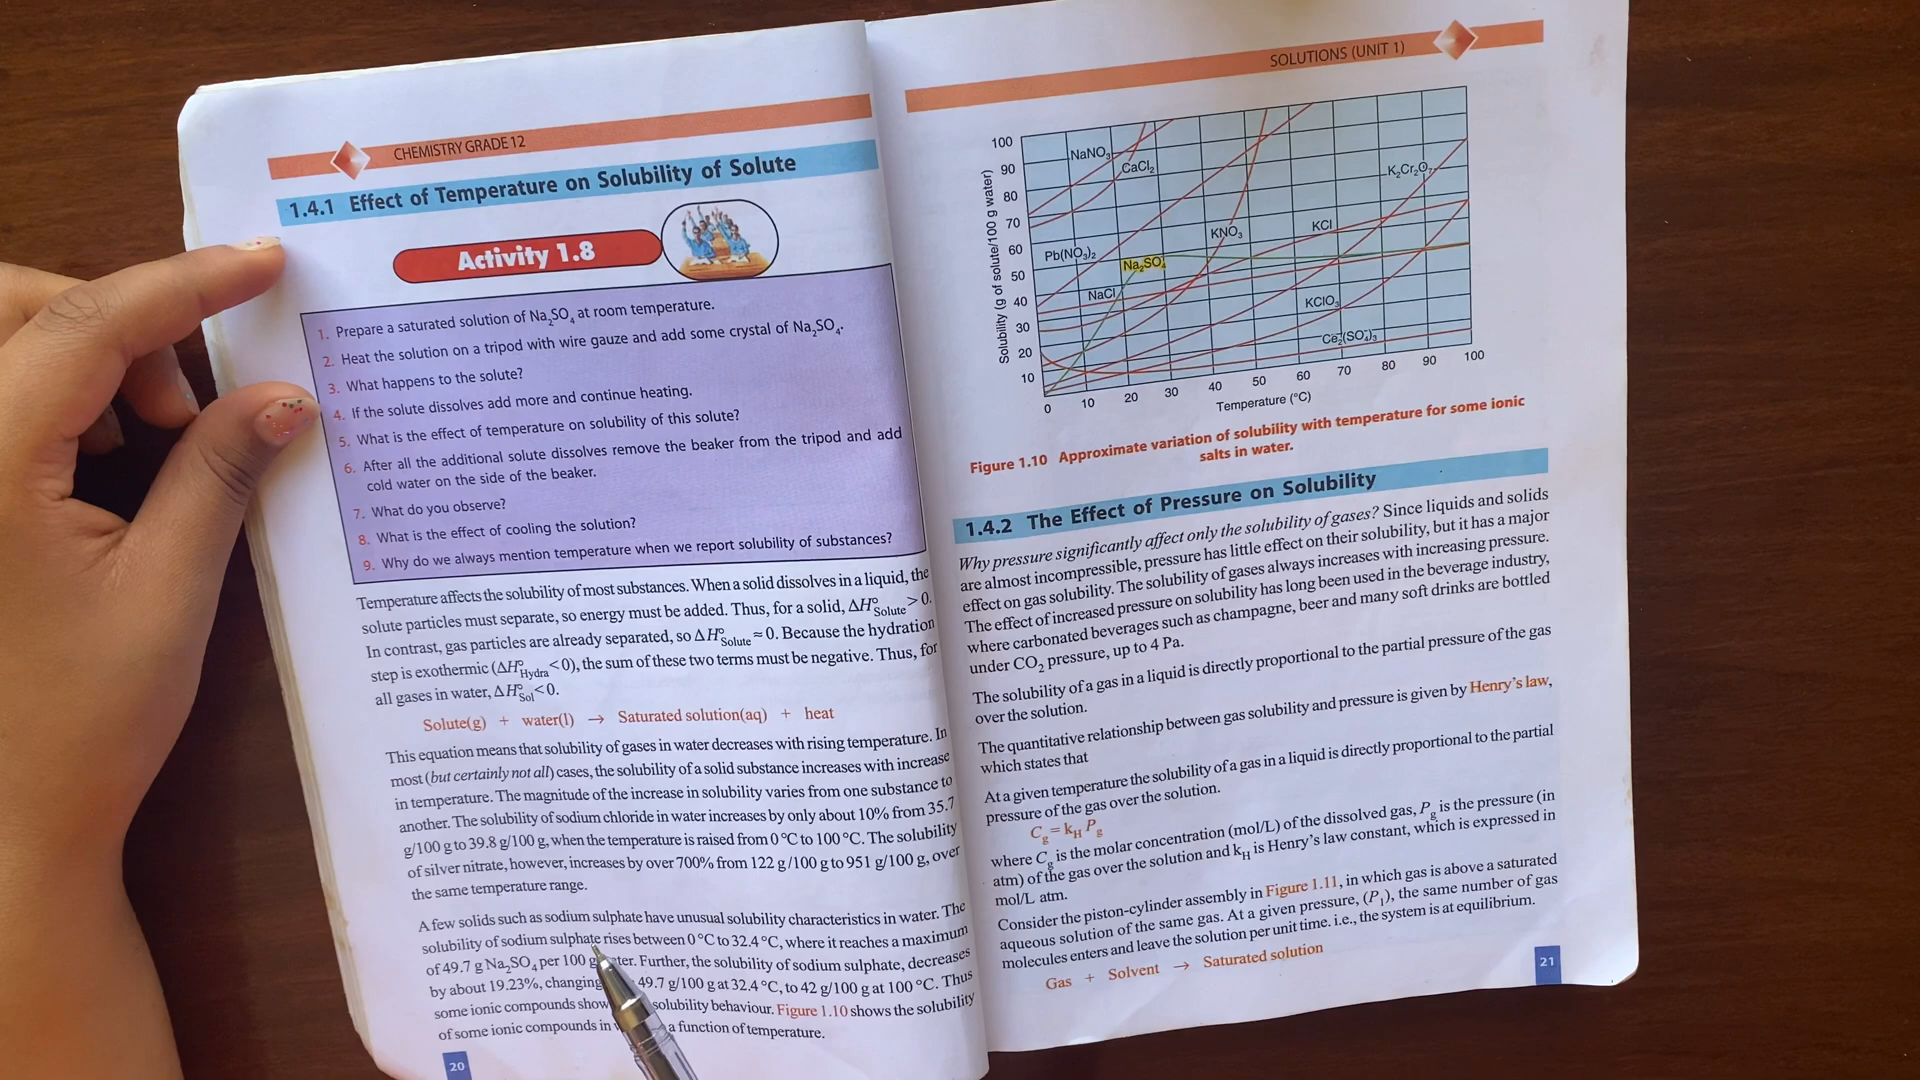 CHEMISTRY GRADE 12
1.4.1 Effect of Temperature on Solubility of Solute
Activity 1.8
1. Prepare a saturated solution of Na₂SO₄ at room temperature.
2. Heat the solution on a tripod with wire gauze and add some crystal of Na₂SO₄.
3. What happens to the solute?
4. If the solute dissolves add more and continue heating.
5. What is the effect of temperature on solubility of this solute?
6. After all the additional solute dissolves remove the beaker from the tripod and add
cold water on the side of the beaker.
7. What do you observe?
8. What is the effect of cooling the solution?
9. Why do we always mention temperature when we report solubility of substances?
Temperature affects the solubility of most substances. When a solid dissolves in a liquid, the
solute particles must separate, so energy must be added. Thus, for a solid, ΔH°Solute > 0.
In contrast, gas particles are already separated, so ΔH°Solute ≈ 0. Because the hydration
step is exothermic (ΔH°Hydra < 0), the sum of these two terms must be negative. Thus, for
all gases in water, ΔH°Sol < 0.
Solute(g) + water(l) → Saturated solution(aq) + heat
This equation means that solubility of gases in water decreases with rising temperature. In
most (but certainly not all) cases, the solubility of a solid substance increases with increase
in temperature. The magnitude of the increase in solubility varies from one substance to
another. The solubility of sodium chloride in water increases by only about 10% from 35.7
g/100 g to 39.8 g/100 g, when the temperature is raised from 0 °C to 100 °C. The solubility
of silver nitrate, however, increases by over 700% from 122 g /100 g to 951 g/100 g, over
the same temperature range.
A few solids such as sodium sulphate have unusual solubility characteristics in water. The
solubility of sodium sulphate rises between 0 °C to 32.4 °C, where it reaches a maximum
of 49.7 g Na₂SO₄ per 100 g ter. Further, the solubility of sodium sulphate, decreases
by about 19.23%, changing 49.7 g/100 g at 32.4 °C, to 42 g/100 g at 100 °C. Thus
some ionic compounds show solubility behaviour. Figure 1.10 shows the solubility
of some ionic compounds in a function of temperature.
20
SOLUTIONS (UNIT 1)
Solubility (g of solute/100 g water)
100
90
80
70
60
50
40
30
20
10
NaNO₃
CaCl₂
K₂Cr₂O₇
KNO₃
KCl
Pb(NO₃)₂
Na₂SO₄
NaCl
KClO₃
Ce₂(SO₄)₃
0 10 20 30 40 50 60 70 80 90 100
Temperature (°C)
Figure 1.10 Approximate variation of solubility with temperature for some ionic
salts in water.
1.4.2 The Effect of Pressure on Solubility
Why pressure significantly affect only the solubility of gases? Since liquids and solids
are almost incompressible, pressure has little effect on their solubility, but it has a major
effect on gas solubility. The solubility of gases always increases with increasing pressure.
The effect of increased pressure on solubility has long been used in the beverage industry,
where carbonated beverages such as champagne, beer and many soft drinks are bottled
under CO₂ pressure, up to 4 Pa.
The solubility of a gas in a liquid is directly proportional to the partial pressure of the gas
over the solution.
The quantitative relationship between gas solubility and pressure is given by Henry's law,
which states that
At a given temperature the solubility of a gas in a liquid is directly proportional to the partial
pressure of the gas over the solution.
Cg = kH Pg
where Cg is the molar concentration (mol/L) of the dissolved gas, Pg is the pressure (in
atm) of the gas over the solution and kH is Henry's law constant, which is expressed in
mol/L atm.
Consider the piston-cylinder assembly in Figure 1.11, in which gas is above a saturated
aqueous solution of the same gas. At a given pressure, (P₁), the same number of gas
molecules enters and leave the solution per unit time. i.e., the system is at equilibrium.
Gas + Solvent → Saturated solution
21